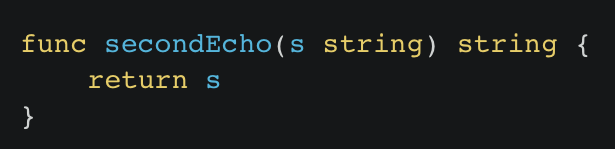 func secondEcho(s string) string {
    return s
}